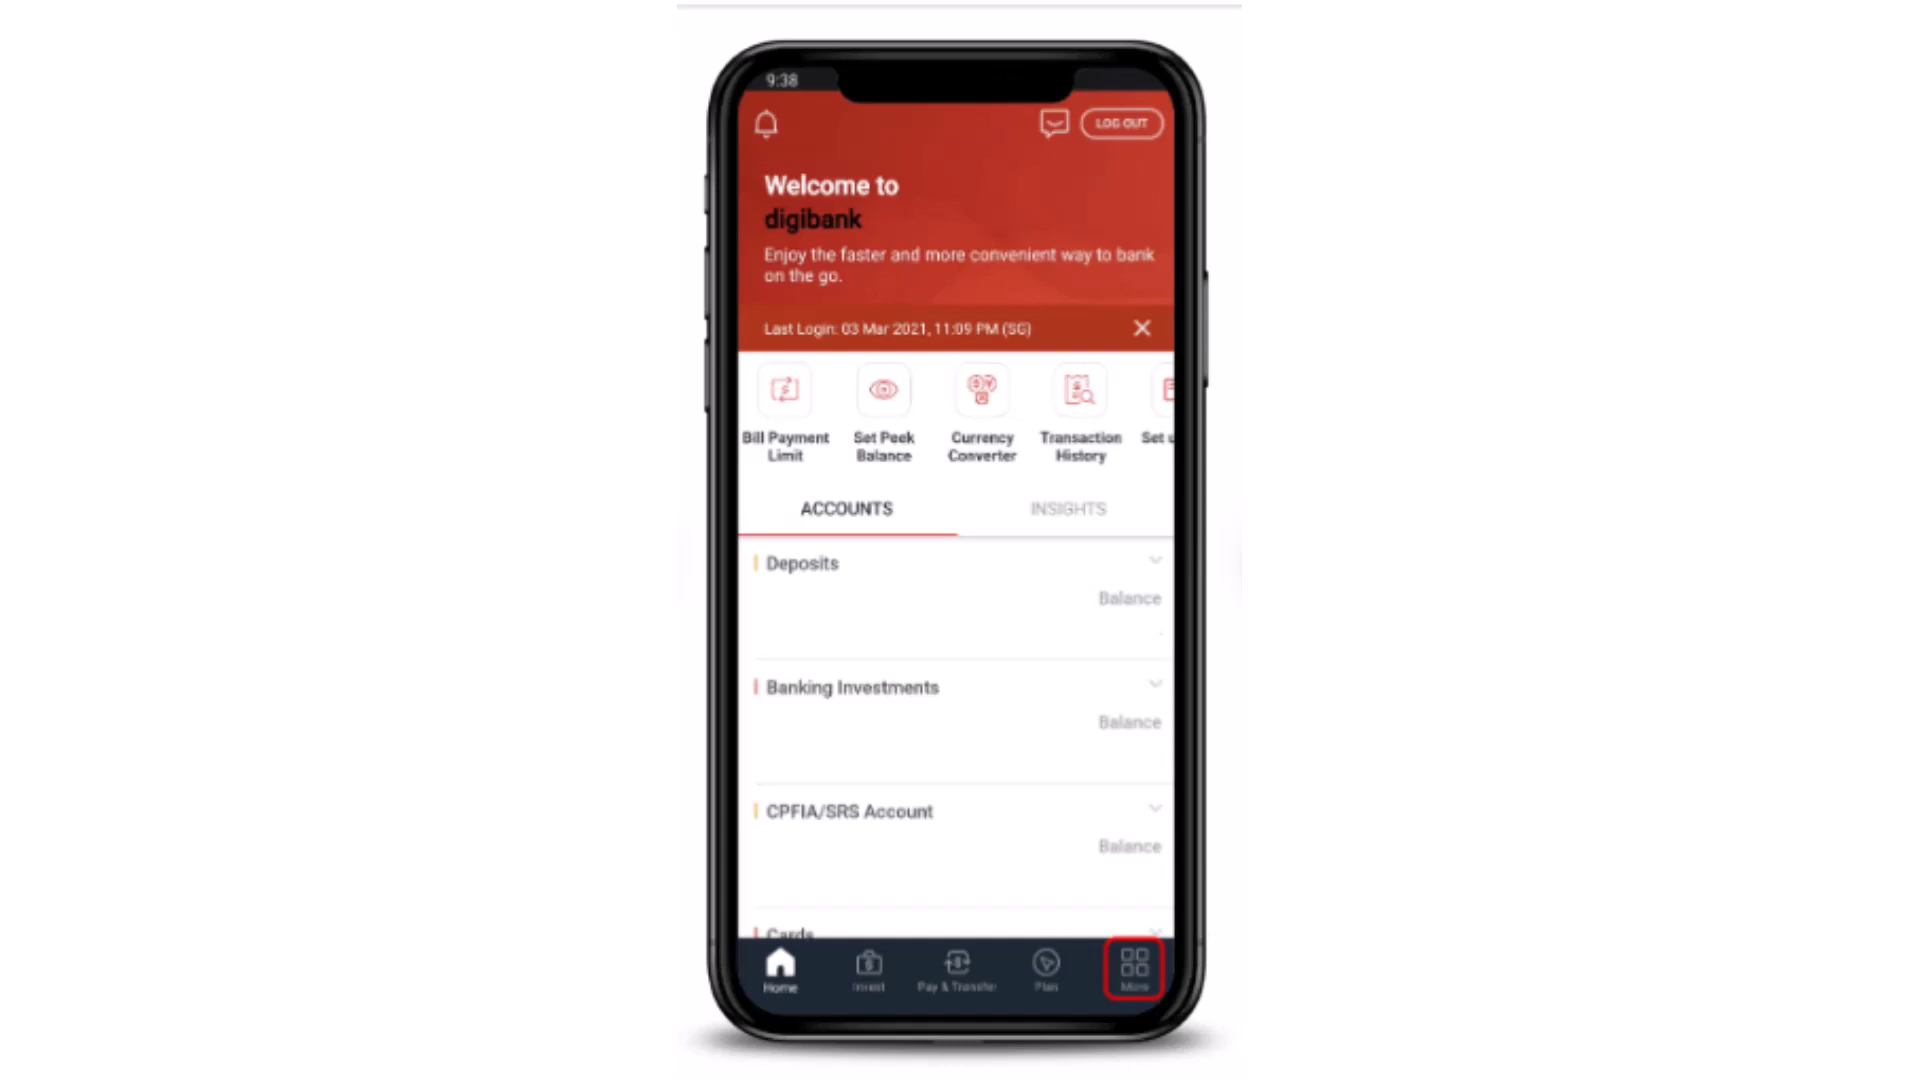 9:38
LOG OUT
Welcome to
digibank
Enjoy the faster and more convenient way to bank
on the go.
Last Login: 03 Mar 2021, 11:09 PM (SG)
Bill Payment
Limit
Set Peek
Balance
Currency
Converter
Transaction
History
Set u
ACCOUNTS
INSIGHTS
Deposits
Balance
Banking Investments
Balance
CPFIA/SRS Account
Balance
Cards
Home
Invest
Pay & Transfer
Plan
More